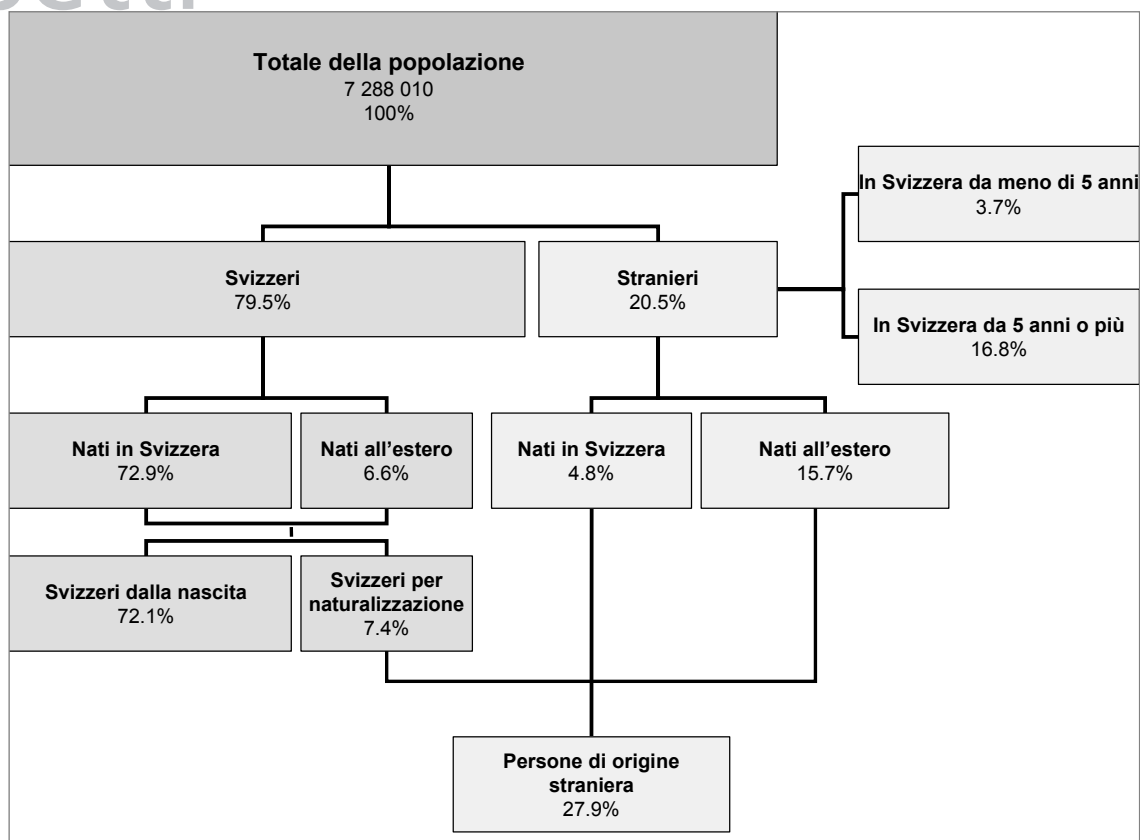 Totale della popolazione
7 288 010
100%
In Svizzera da meno di 5 anni
3.7%
Svizzeri
79.5%
Stranieri
20.5%
In Svizzera da 5 anni o più
16.8%
Nati in Svizzera
72.9%
Nati all’estero
6.6%
Nati in Svizzera
4.8%
Nati all’estero
15.7%
Svizzeri dalla nascita
72.1%
Svizzeri per
naturalizzazione
7.4%
Persone di origine
straniera
27.9%